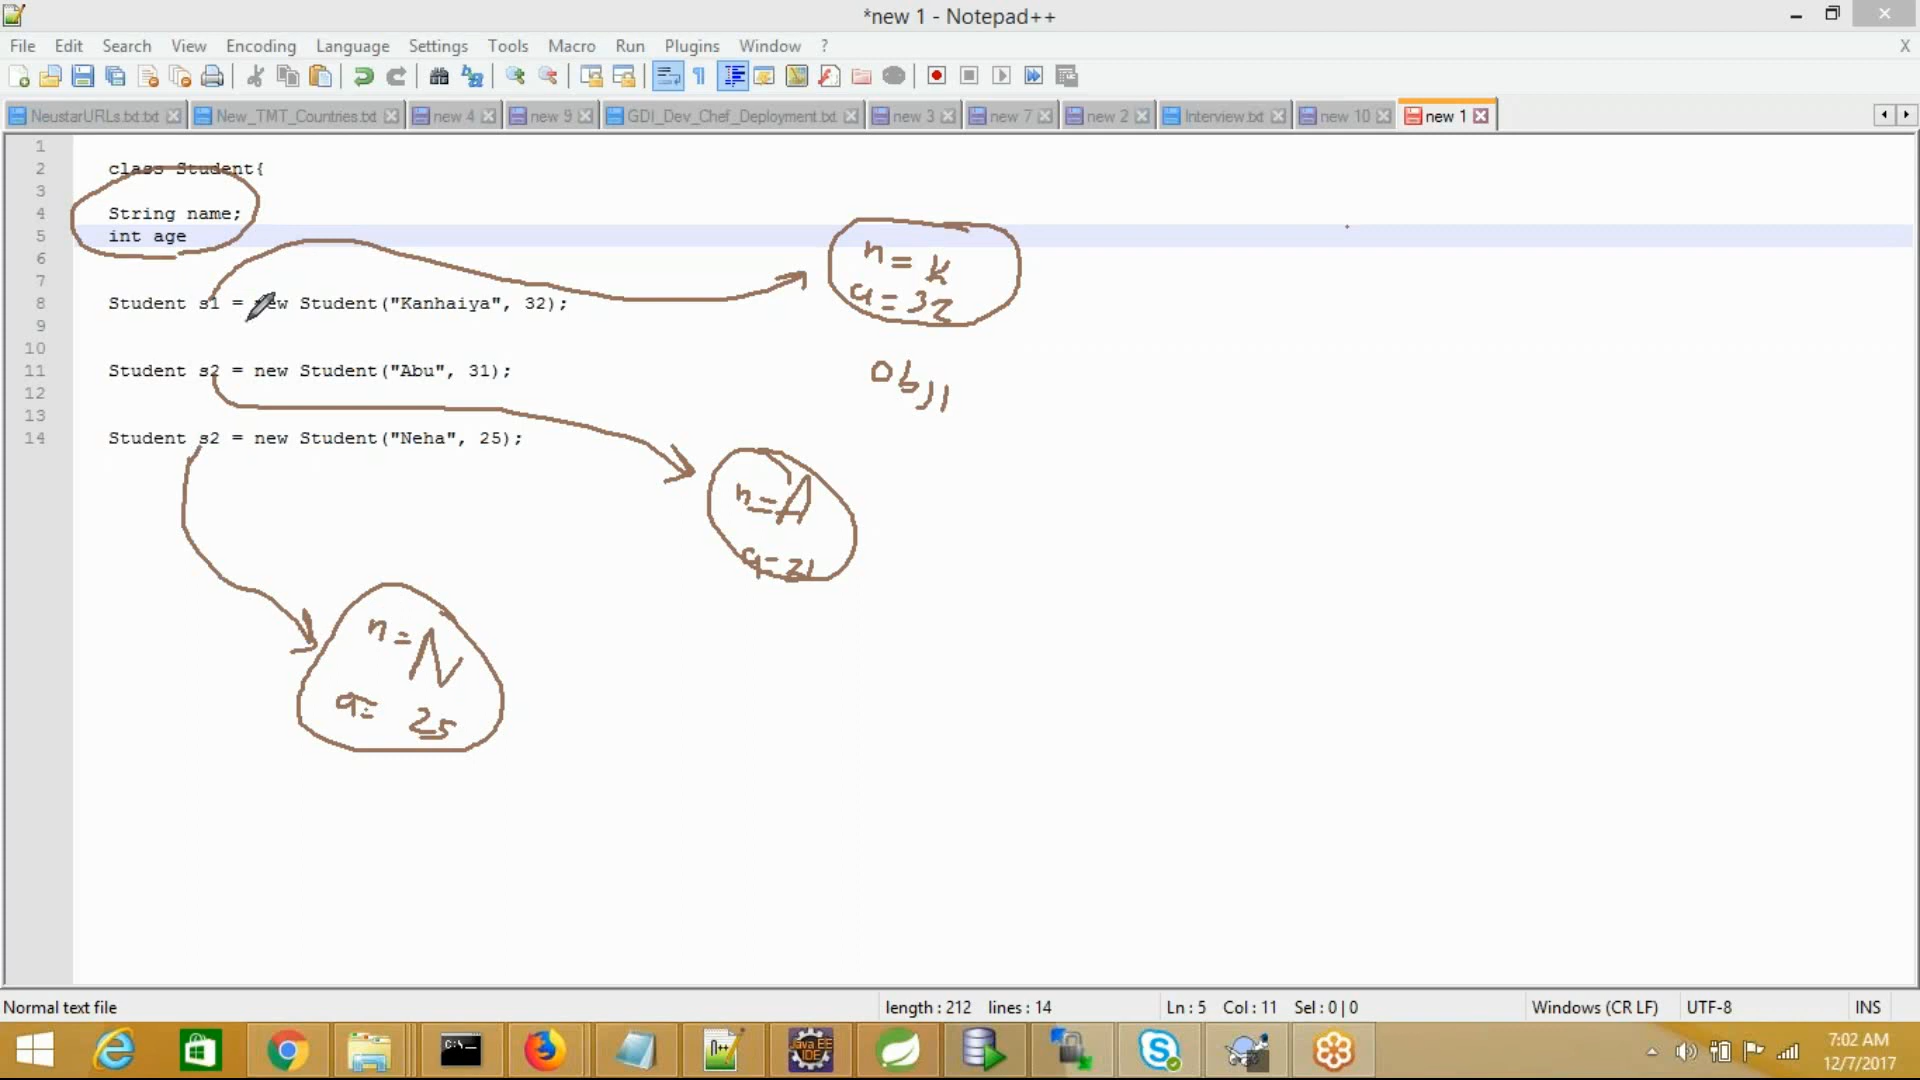 *new 1 - Notepad++
File Edit Search View Encoding Language Settings Tools Macro Run Plugins Window ? X
NeustarURLs.txt.txt New_TMT_Countries.txt new 4 new 9 GDI_Dev_Chef_Deployment.txt new 3 new 7 new 2 Interview.txt new 10 new 1
1
2 class Student{
3
4 String name;
5 int age
6
7
8 Student s1 = new Student("Kanhaiya", 32);
9
10
11 Student s2 = new Student("Abu", 31);
12
13
14 Student s2 = new Student("Neha", 25);
n = K
a = 32
Obj1
n = A
a = 31
n = N
a = 25
Normal text file length : 212 lines : 14 Ln : 5 Col : 11 Sel : 0 | 0 Windows (CR LF) UTF-8 INS
C:\_
n++
Java EE
IDE
7:02 AM
12/7/2017